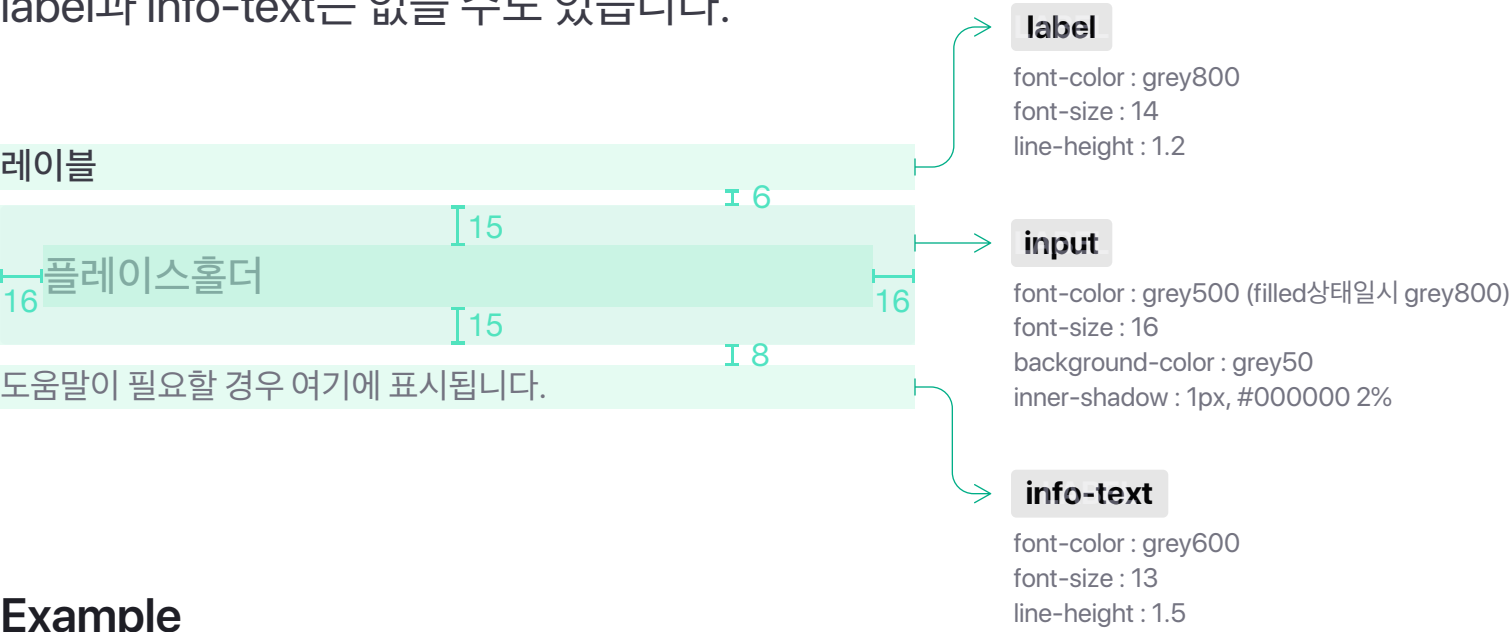 label과 info-text는 없을 수도 있습니다.
레이블
6
15
플레이스홀더
16
16
15
8
도움말이 필요할 경우 여기에 표시됩니다.
label
font-color : grey800
font-size : 14
line-height : 1.2
input
font-color : grey500 (filled상태일시 grey800)
font-size : 16
background-color : grey50
inner-shadow : 1px, #000000 2%
info-text
font-color : grey600
font-size : 13
line-height : 1.5
Example